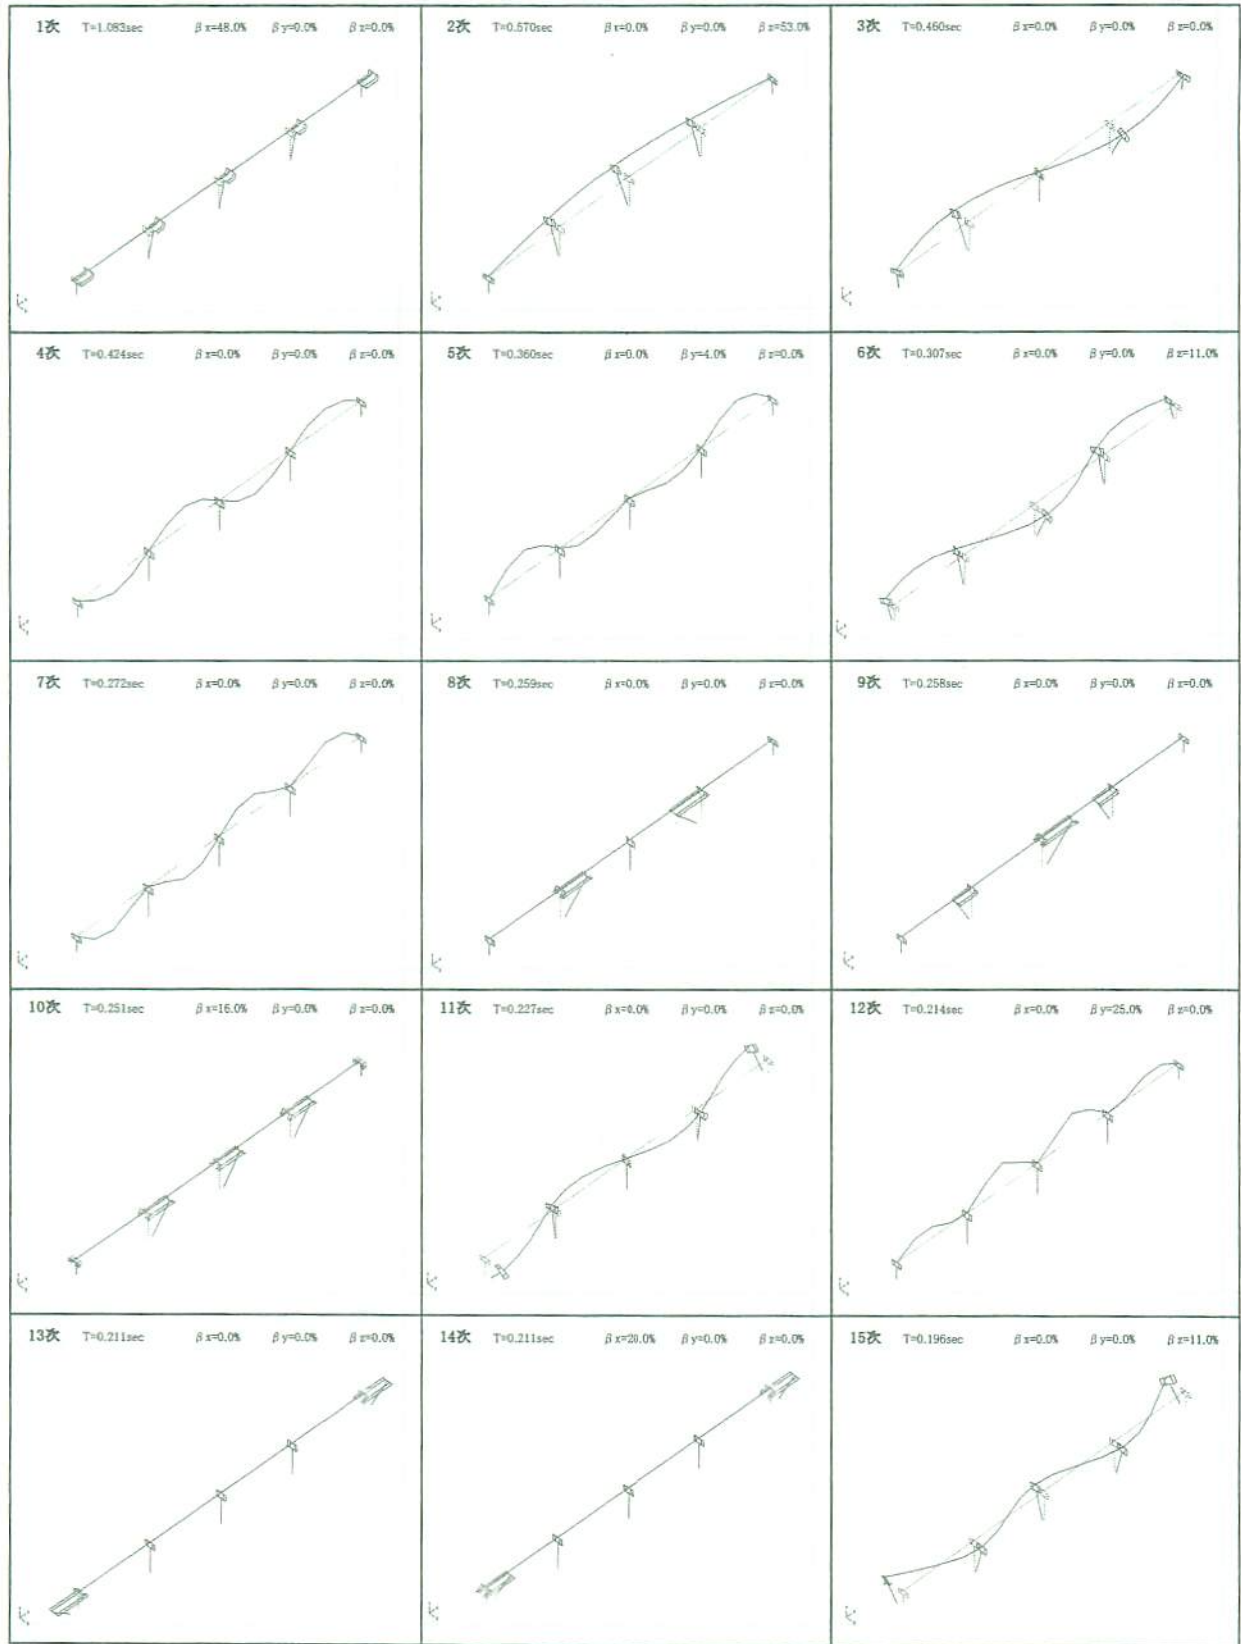 1次 T=1.083sec βx=48.0% βy=0.0% βz=0.0%
2次 T=0.570sec βx=0.0% βy=0.0% βz=53.0%
3次 T=0.460sec βx=0.0% βy=0.0% βz=0.0%
4次 T=0.424sec βx=0.0% βy=0.0% βz=0.0%
5次 T=0.360sec βx=0.0% βy=4.0% βz=0.0%
6次 T=0.307sec βx=0.0% βy=0.0% βz=11.0%
7次 T=0.272sec βx=0.0% βy=0.0% βz=0.0%
8次 T=0.259sec βx=0.0% βy=0.0% βz=0.0%
9次 T=0.258sec βx=0.0% βy=0.0% βz=0.0%
10次 T=0.251sec βx=16.0% βy=0.0% βz=0.0%
11次 T=0.227sec βx=0.0% βy=0.0% βz=0.0%
12次 T=0.214sec βx=0.0% βy=25.0% βz=0.0%
13次 T=0.211sec βx=0.0% βy=0.0% βz=0.0%
14次 T=0.211sec βx=20.0% βy=0.0% βz=0.0%
15次 T=0.196sec βx=0.0% βy=0.0% βz=11.0%